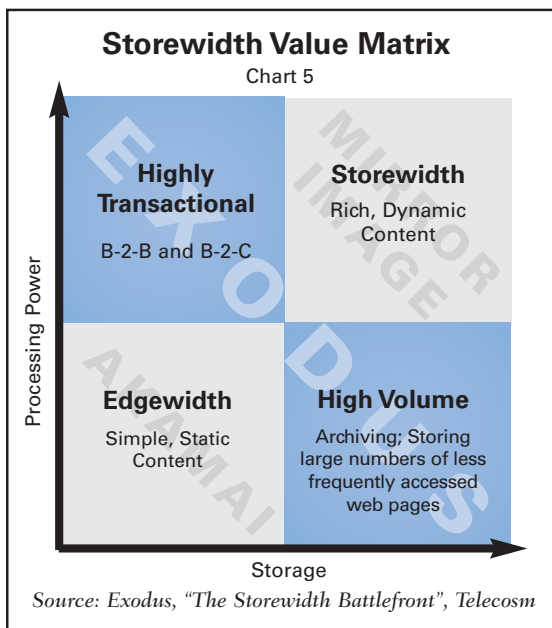 Storewidth Value Matrix
Chart 5
EXODUS
Highly
Transactional
B-2-B and B-2-C
MIRROR
IMAGE
Storewidth
Rich, Dynamic
Content
Processing Power
AKAMAI
Edgewidth
Simple, Static
Content
High Volume
Archiving; Storing
large numbers of less
frequently accessed
web pages
Storage
Source: Exodus, “The Storewidth Battlefront”, Telecosm